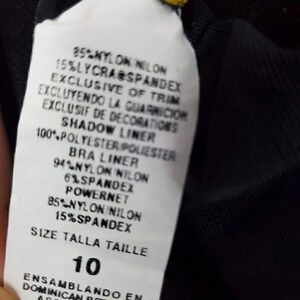 85%NYLON/NILON
15%LYCRA®SPANDEX
EXCLUSIVE OF TRIM
EXCLUYENDO LA GUARNICION
EXCLUSIF DE DECORATIONS
SHADOW LINER
100%POLYESTER/POLIESTER
BRA LINER
94%NYLON/NILON
6%SPANDEX
POWERNET
85%NYLON/NILON
15%SPANDEX
SIZE TALLA TAILLE
10
ENSAMBLANDO EN
DOMINICAN